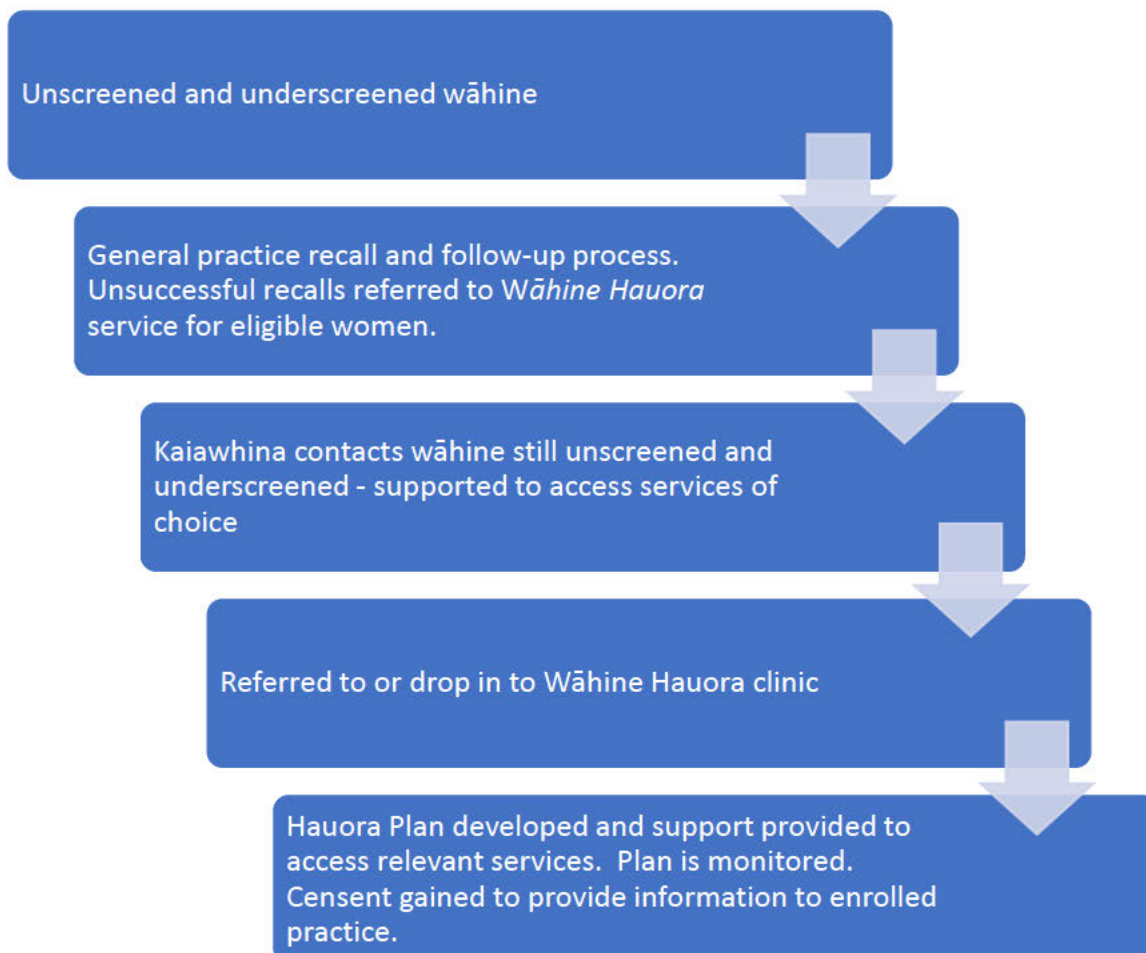 Unscreened and underscreened wāhine
General practice recall and follow-up process.
Unsuccessful recalls referred to Wāhine Hauora
service for eligible women.
Kaiawhina contacts wāhine still unscreened and
underscreened - supported to access services of
choice
Referred to or drop in to Wāhine Hauora clinic
Hauora Plan developed and support provided to
access relevant services.  Plan is monitored.
Censent gained to provide information to enrolled
practice.